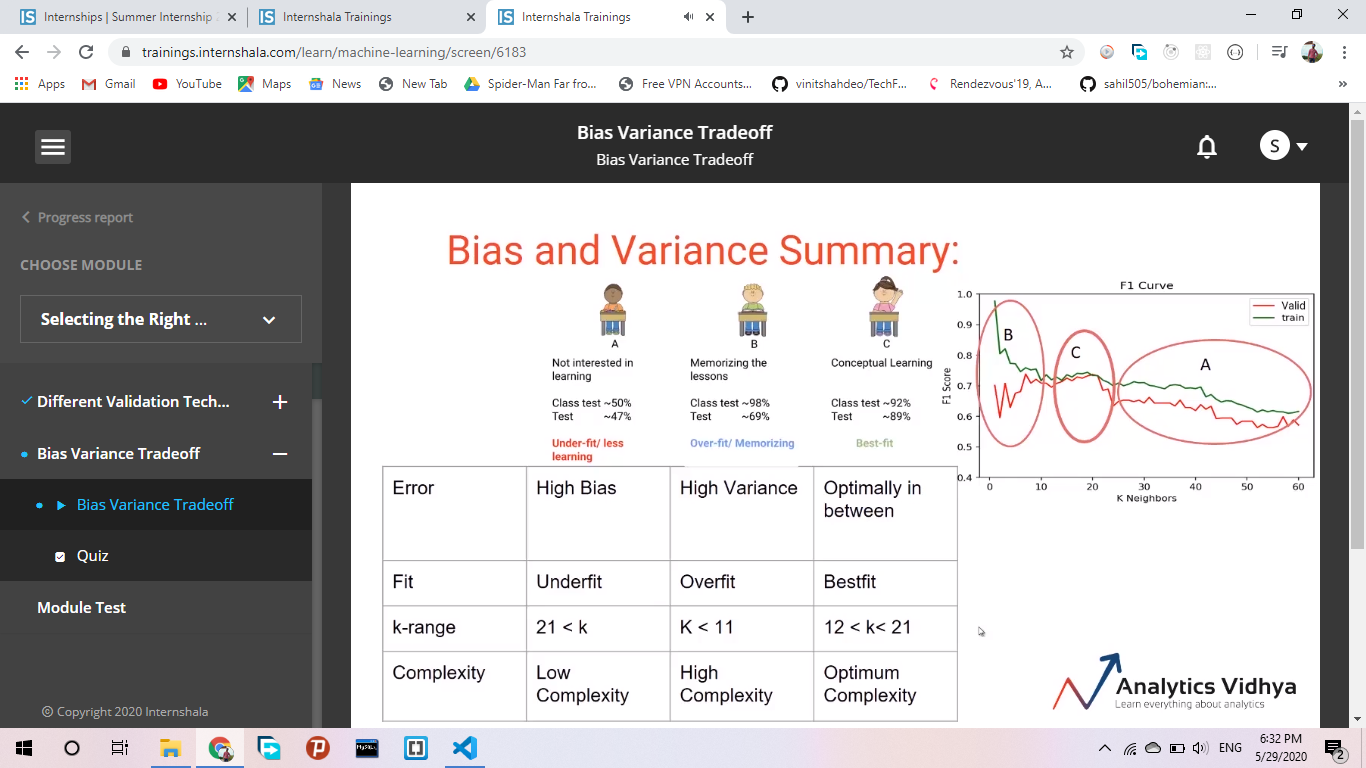 Internships | Summer Internship
Internshala Trainings
Internshala Trainings
trainings.internshala.com/learn/machine-learning/screen/6183
Apps
Gmail
YouTube
Maps
News
New Tab
Spider-Man Far fro...
Free VPN Accounts...
vinitshahdeo/TechF...
Rendezvous'19, A...
sahil505/bohemian:...
»
Bias Variance Tradeoff
Bias Variance Tradeoff
S
Progress report
CHOOSE MODULE
Selecting the Right ...
Different Validation Tech...
Bias Variance Tradeoff
Bias Variance Tradeoff
Quiz
Module Test
© Copyright 2020 Internshala
Bias and Variance Summary:
A
B
C
Not interested in
learning
Class test ~50%
Test ~47%
Under-fit/ less
learning
Memorizing the
lessons
Class test ~98%
Test ~69%
Over-fit/ Memorizing
Conceptual Learning
Class test ~92%
Test ~89%
Best-fit
F1 Curve
Valid
train
B
C
A
F1 Score
1.0
0.9
0.8
0.7
0.6
0.5
0.4
0 10 20 30 40 50 60
K Neighbors
Error High Bias High Variance Optimally in
between
Fit Underfit Overfit Bestfit
k-range 21 < k K < 11 12 < k< 21
Complexity Low
Complexity High
Complexity Optimum
Complexity
Analytics Vidhya
Learn everything about analytics
MySQL
ENG
6:32 PM
5/29/2020
2